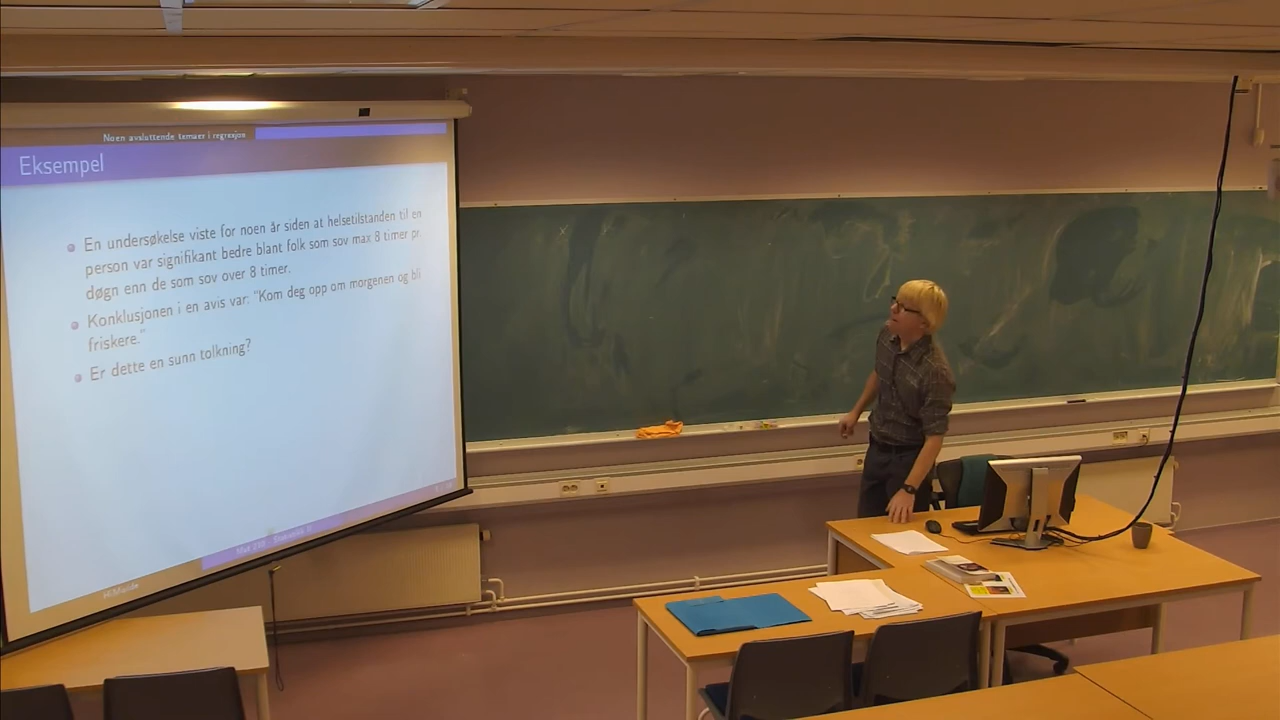 Noen avsluttende temaer i regresjon
Eksempel
En undersøkelse viste for noen år siden at helsetilstanden til en
person var signifikant bedre blant folk som sov max 8 timer pr.
døgn enn de som sov over 8 timer.
Konklusjonen i en avis var: "Kom deg opp om morgenen og bli
friskere."
Er dette en sunn tolkning?
HiMolde